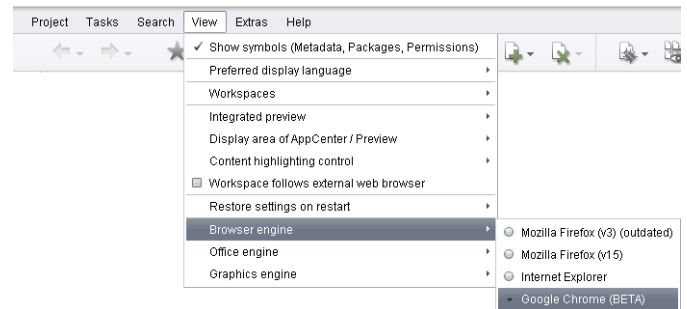 Project Tasks Search View Extras Help
Show symbols (Metadata, Packages, Permissions)
Preferred display language
Workspaces
Integrated preview
Display area of AppCenter / Preview
Content highlighting control
Workspace follows external web browser
Restore settings on restart
Browser engine
Office engine
Graphics engine
Mozilla Firefox (v3) (outdated)
Mozilla Firefox (v15)
Internet Explorer
Google Chrome (BETA)